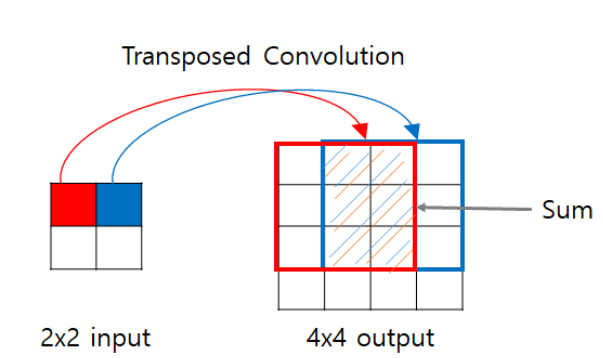 Transposed Convolution
Sum
2x2 input
4x4 output